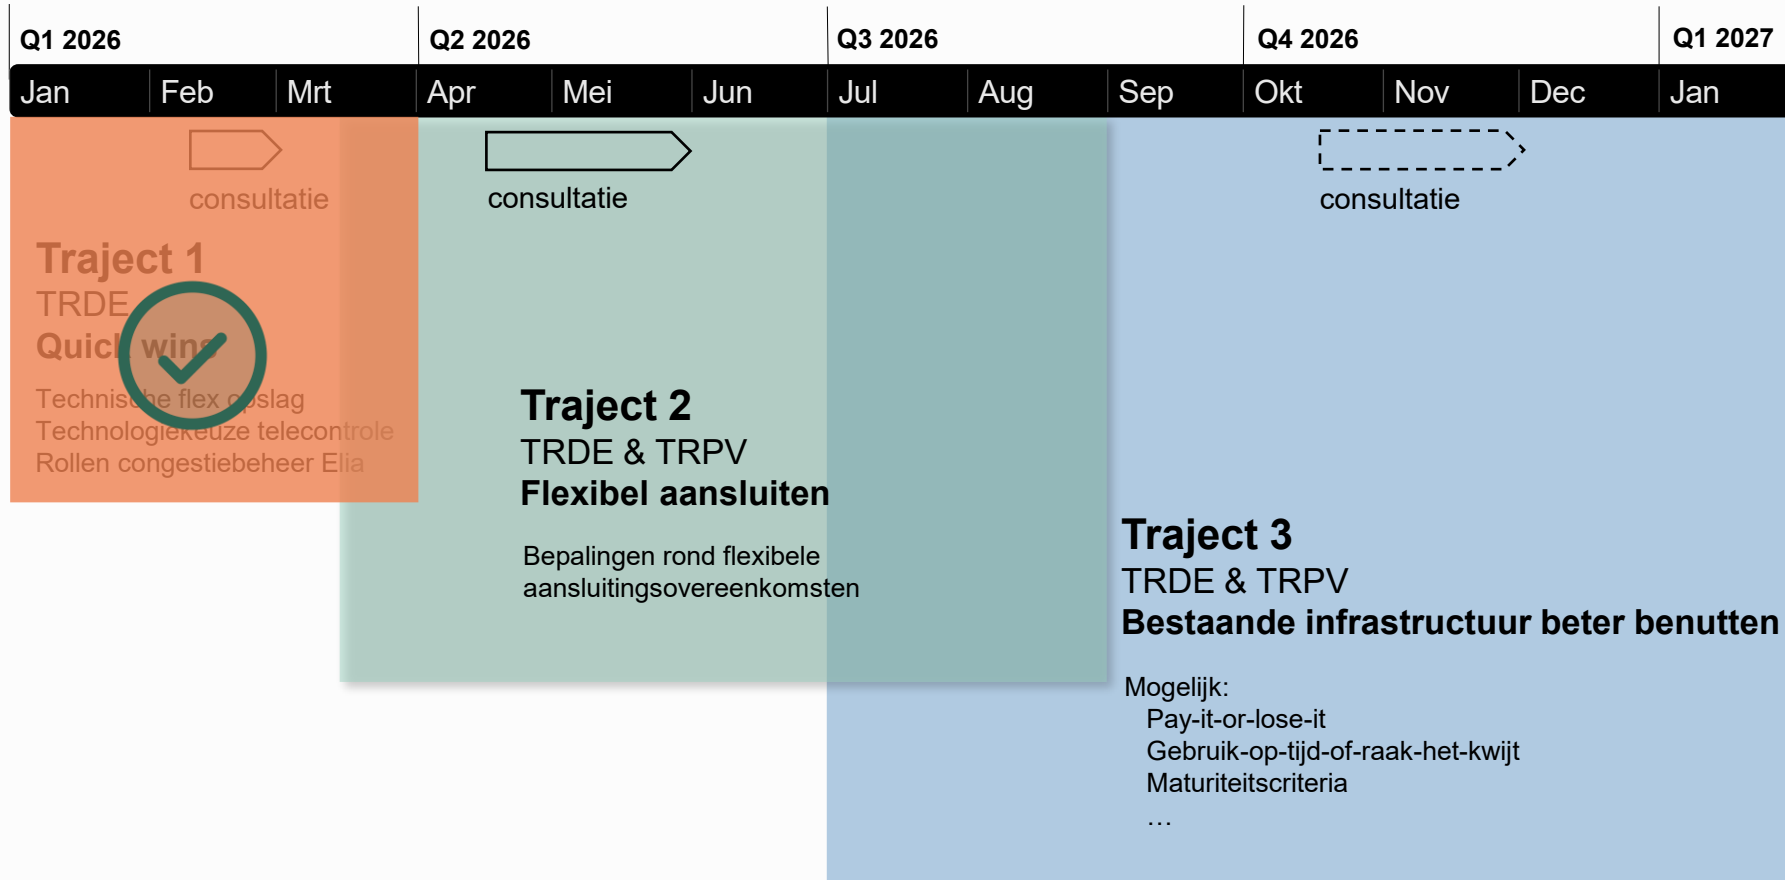 Q1 2026
Q2 2026
Q3 2026
Q4 2026
Q1 2027
Jan
Feb
Mrt
Apr
Mei
Jun
Jul
Aug
Sep
Okt
Nov
Dec
Jan
consultatie
consultatie
consultatie
Traject 1
TRDE
Quick wins
Technische flex opslag
Technologiekeuze telecontrole
Rollen congestiebeheer Elia
Traject 2
TRDE & TRPV
Flexibel aansluiten
Bepalingen rond flexibele
aansluitingsovereenkomsten
Traject 3
TRDE & TRPV
Bestaande infrastructuur beter benutten
Mogelijk:
Pay-it-or-lose-it
Gebruik-op-tijd-of-raak-het-kwijt
Maturiteitscriteria
…